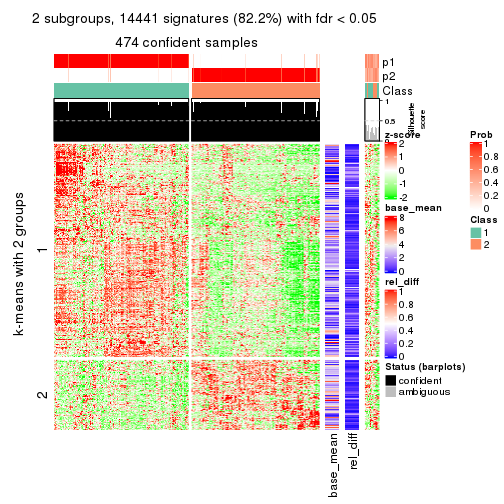 2 subgroups, 14441 signatures (82.2%) with fdr < 0.05
474 confident samples
p1
p2
Class
1
0.5
0
Silhouette
score
k-means with 2 groups
1
2
base_mean
rel_diff
z-score
2
1
0
-1
-2
base_mean
8
6
4
2
0
rel_diff
1
0.8
0.6
0.4
0.2
0
Status (barplots)
confident
ambiguous
Prob
1
0.8
0.6
0.4
0.2
0
Class
1
2